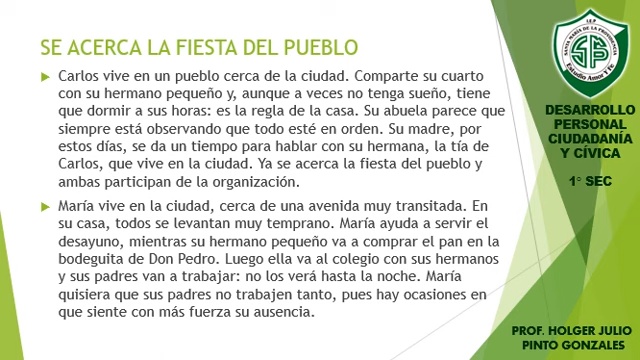 SE ACERCA LA FIESTA DEL PUEBLO
Carlos vive en un pueblo cerca de la ciudad. Comparte su cuarto
con su hermano pequeño y, aunque a veces no tenga sueño, tiene
que dormir a sus horas: es la regla de la casa. Su abuela parece que
siempre está observando que todo esté en orden. Su madre, por
estos días, se da un tiempo para hablar con su hermana, la tía de
Carlos, que vive en la ciudad. Ya se acerca la fiesta del pueblo y
ambas participan de la organización.
María vive en la ciudad, cerca de una avenida muy transitada. En
su casa, todos se levantan muy temprano. María ayuda a servir el
desayuno, mientras su hermano pequeño va a comprar el pan en la
bodeguita de Don Pedro. Luego ella va al colegio con sus hermanos
y sus padres van a trabajar: no los verá hasta la noche. María
quisiera que sus padres no trabajen tanto, pues hay ocasiones en
que siente con más fuerza su ausencia.
I.E.P
SANTA MARÍA DE LA PROVIDENCIA
Estudio Amor Y Fe
DESARROLLO
PERSONAL
CIUDADANÍA
Y CÍVICA
1° SEC
PROF. HOLGER JULIO
PINTO GONZALES